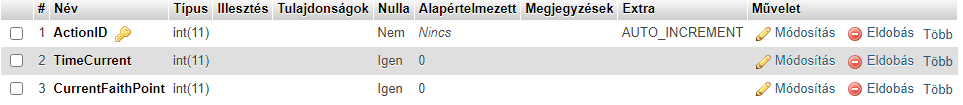 # Név Típus Illesztés Tulajdonságok Nulla Alapértelmezett Megjegyzések Extra Művelet
1 ActionID int(11) Nem Nincs AUTO_INCREMENT Módosítás Eldobás Több
2 TimeCurrent int(11) Igen 0 Módosítás Eldobás Több
3 CurrentFaithPoint int(11) Igen 0 Módosítás Eldobás Több